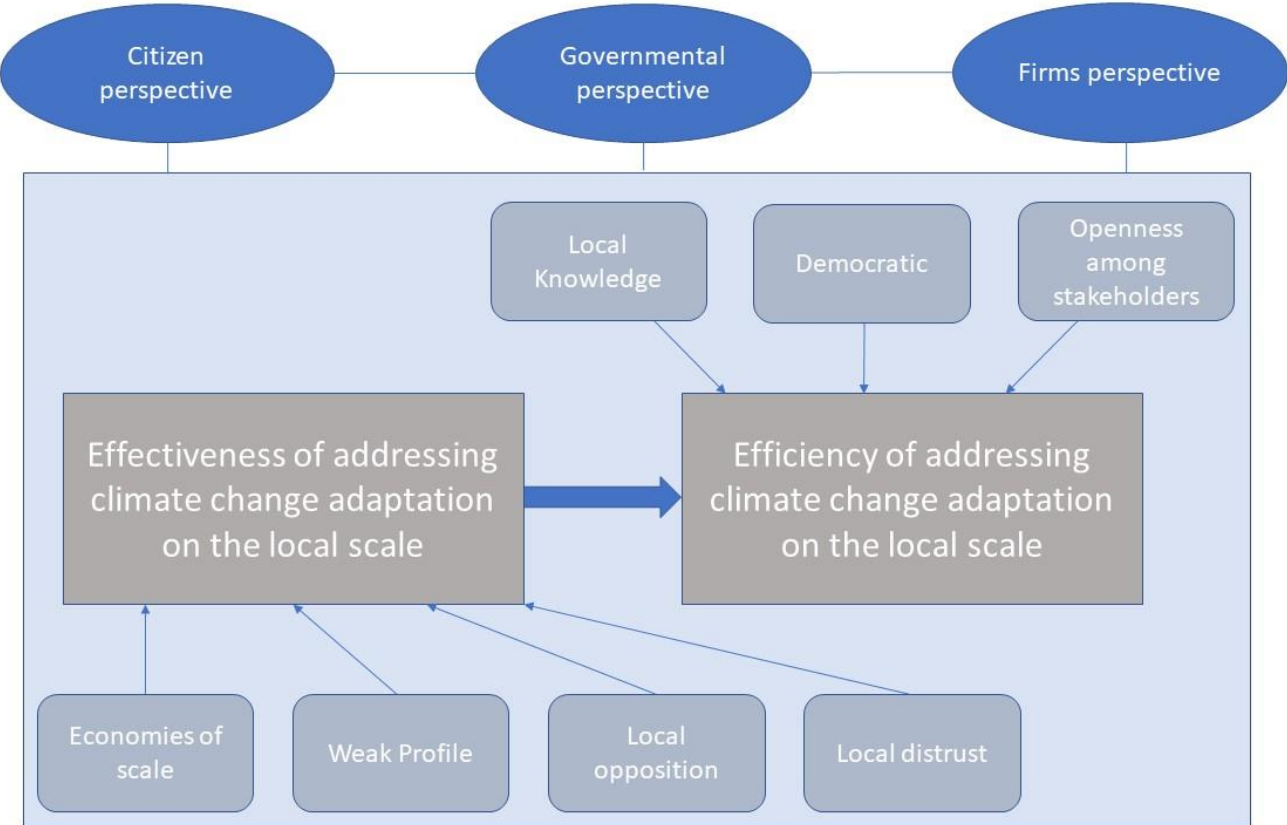 Citizen
perspective
Governmental
perspective
Firms perspective
Local
Knowledge
Democratic
Openness
among
stakeholders
Effectiveness of addressing
climate change adaptation
on the local scale
Efficiency of addressing
climate change adaptation
on the local scale
Economies of
scale
Weak Profile
Local
opposition
Local distrust